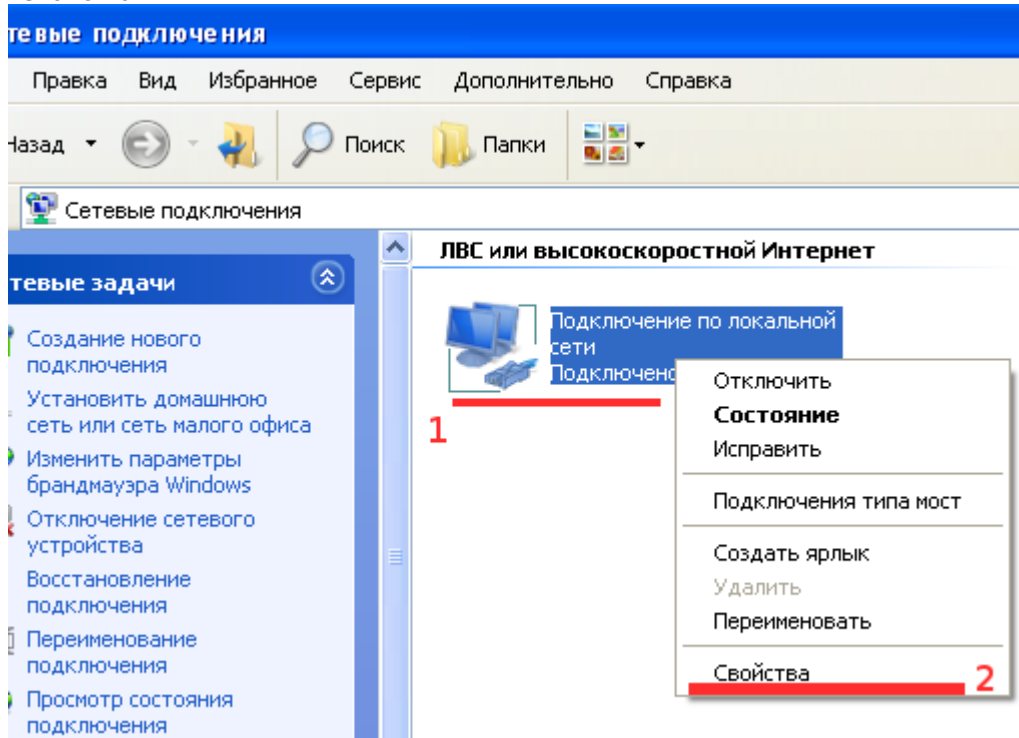 тевые подключения
Правка Вид Избранное Сервис Дополнительно Справка
Назад Поиск Папки
Сетевые подключения
тевые задачи
Создание нового
подключения
Установить домашнюю
сеть или сеть малого офиса
Изменить параметры
брандмауэра Windows
Отключение сетевого
устройства
Восстановление
подключения
Переименование
подключения
Просмотр состояния
подключения
ЛВС или высокоскоростной Интернет
Подключение по локальной
сети
Подключено
1
Отключить
Состояние
Исправить
Подключения типа мост
Создать ярлык
Удалить
Переименовать
Свойства 2